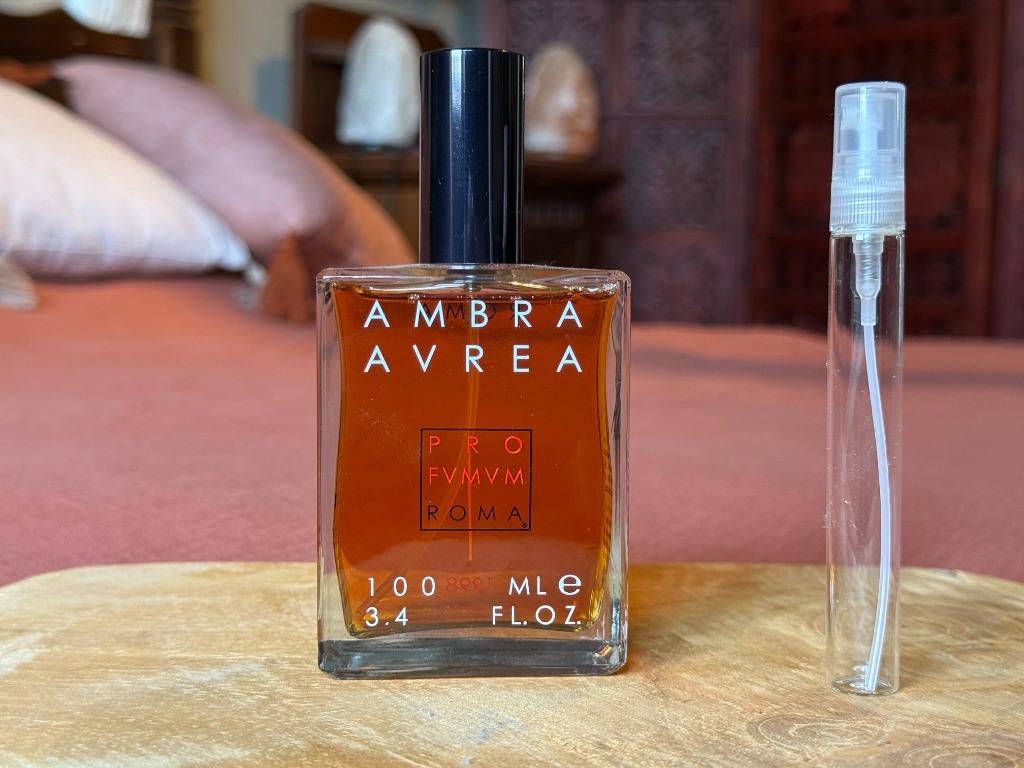 AMBRA
AVREA
PRO
FVMVM
ROMA®
100 ML e
3.4 FL.OZ.